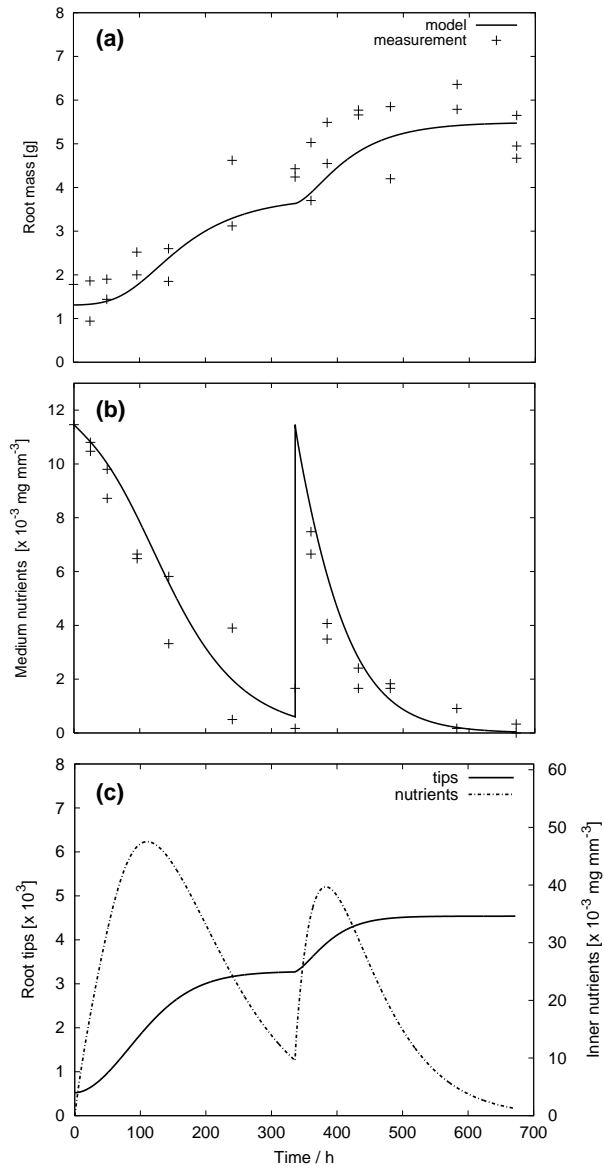 (a)
model
measurement
Root mass [g]
8
7
6
5
4
3
2
1
0
(b)
Medium nutrients [x 10-3 mg mm-3]
12
10
8
6
4
2
0
(c)
tips
nutrients
Root tips [x 103]
8
7
6
5
4
3
2
1
0
Inner nutrients [x 10-3 mg mm-3]
60
50
40
30
20
10
0
0 100 200 300 400 500 600 700
Time / h